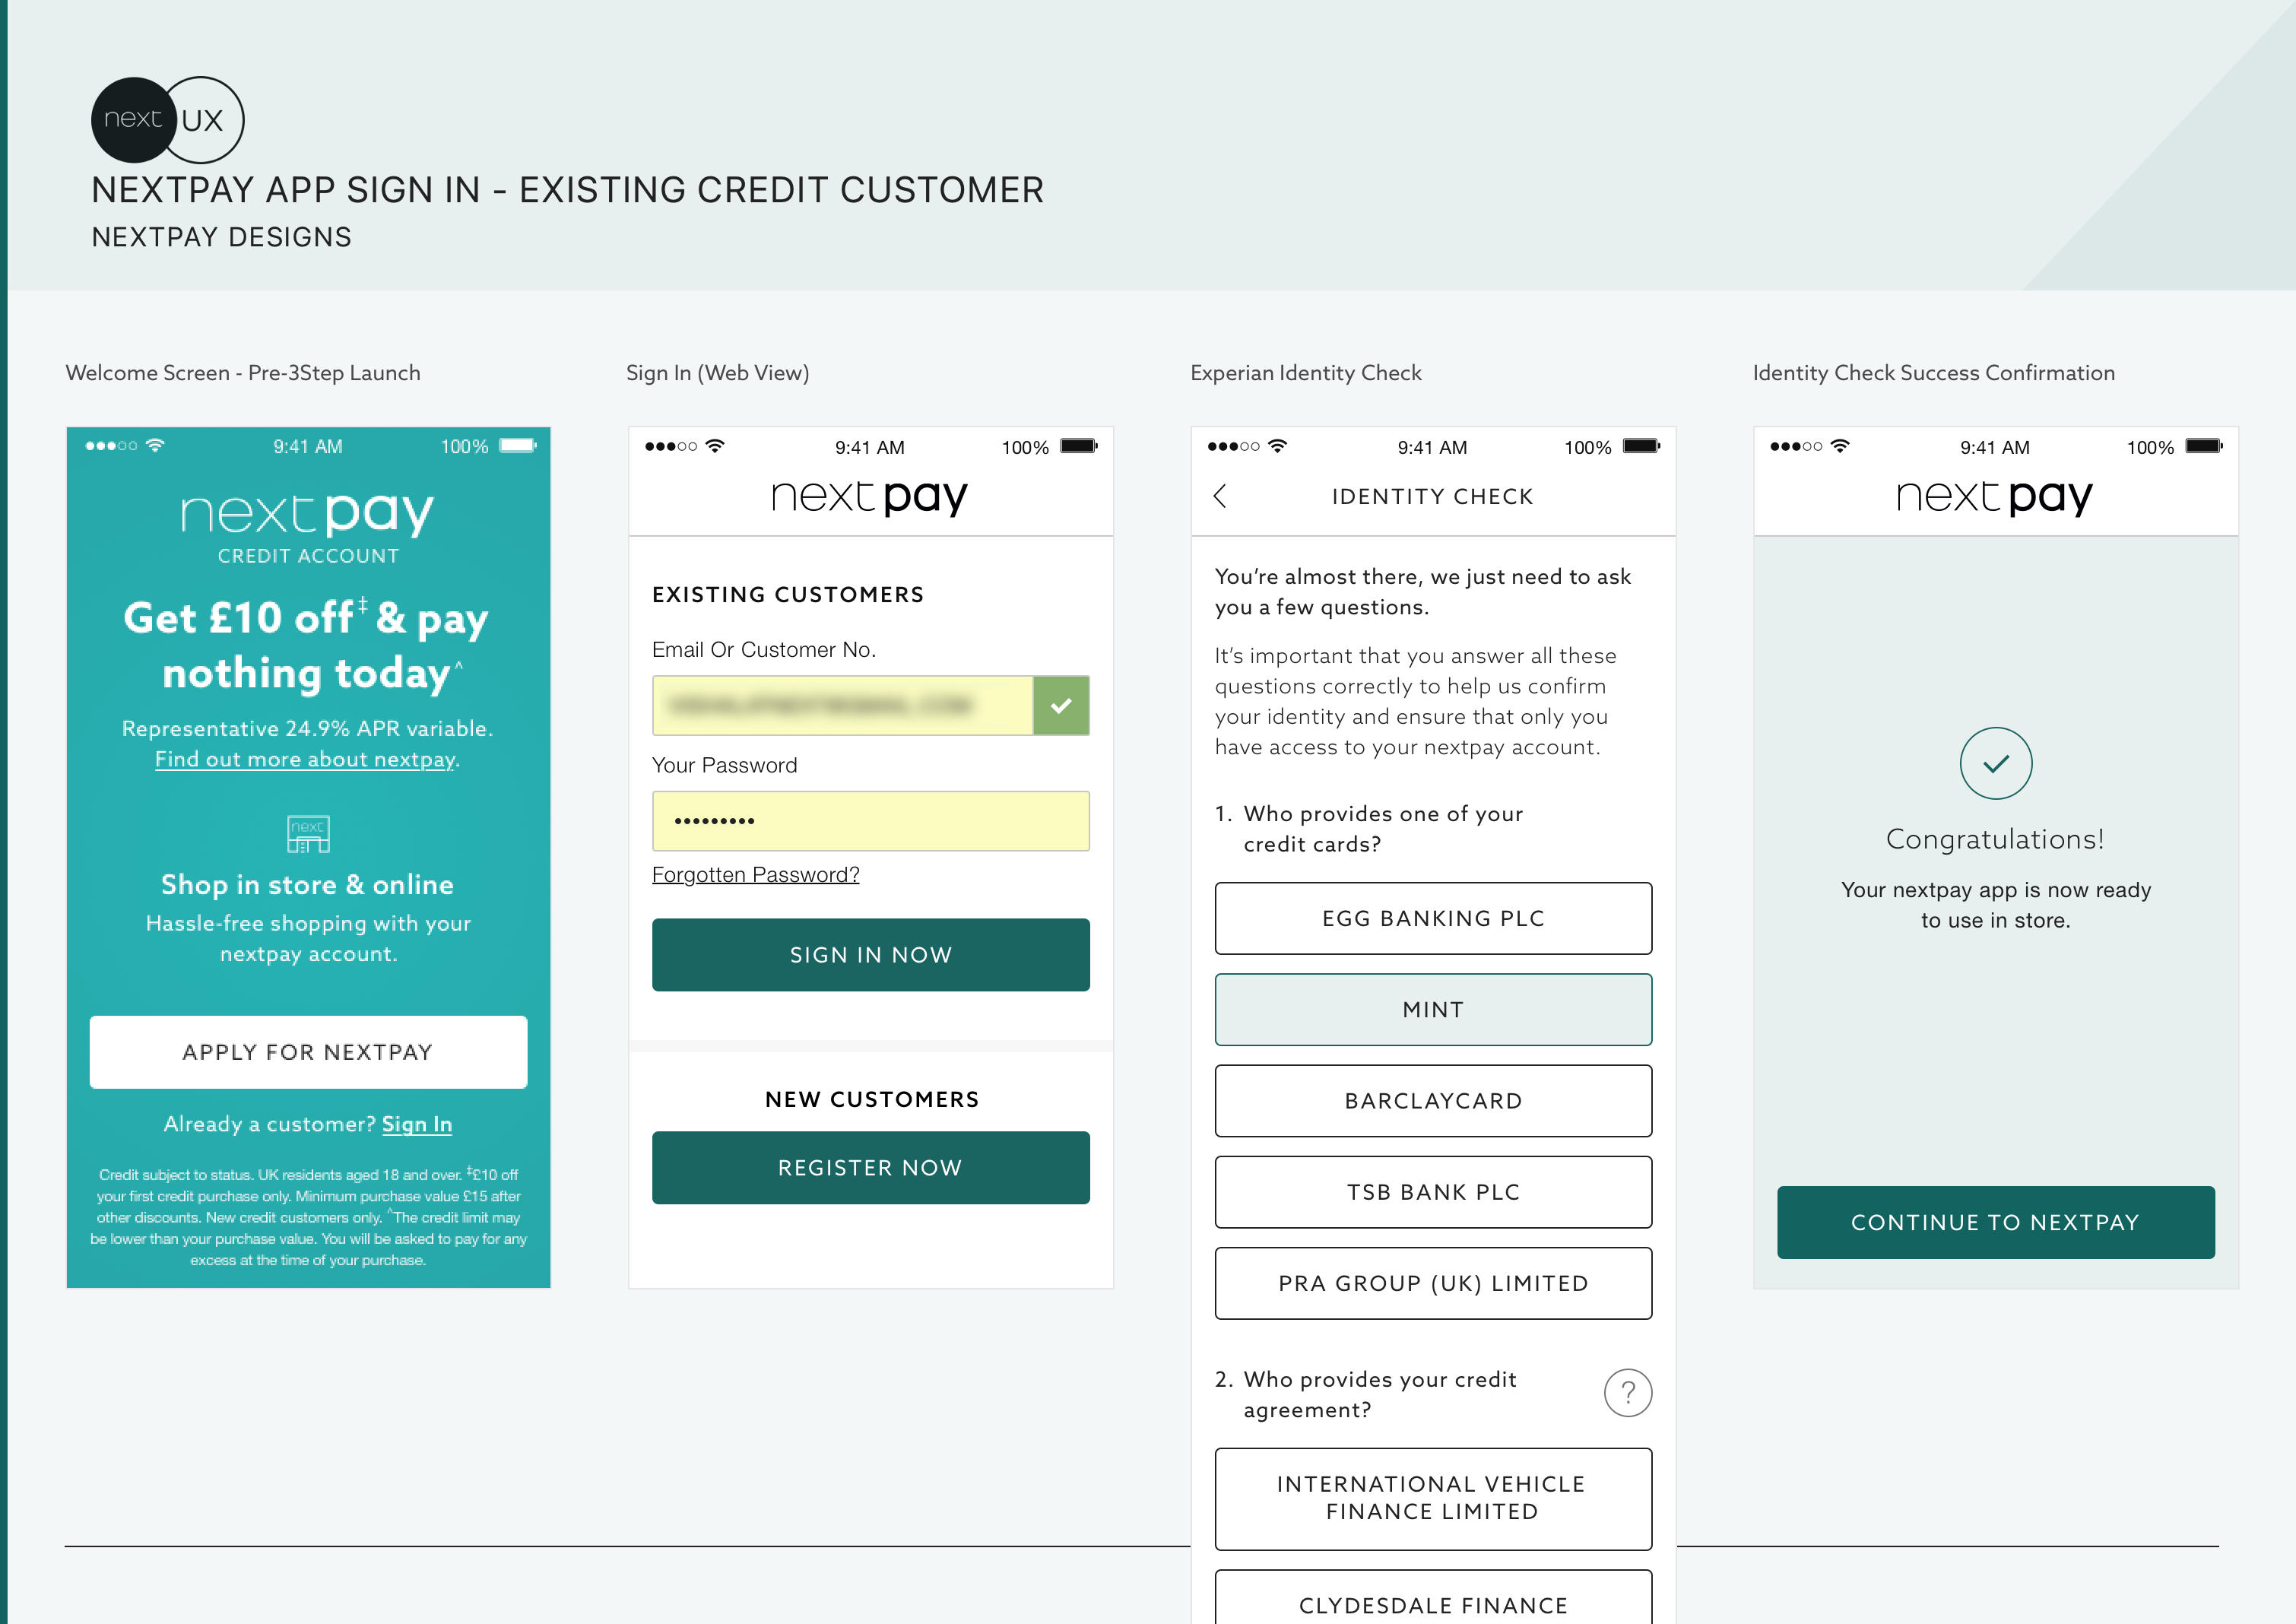 next UX
NEXTPAY APP SIGN IN - EXISTING CREDIT CUSTOMER
NEXTPAY DESIGNS
Welcome Screen - Pre-3Step Launch
9:41 AM 100%
nextpay
CREDIT ACCOUNT
Get £10 off‡ & pay
nothing today^
Representative 24.9% APR variable.
Find out more about nextpay.
next
Shop in store & online
Hassle-free shopping with your
nextpay account.
APPLY FOR NEXTPAY
Already a customer? Sign In
Credit subject to status. UK residents aged 18 and over. ‡£10 off
your first credit purchase only. Minimum purchase value £15 after
other discounts. New credit customers only. ^The credit limit may
be lower than your purchase value. You will be asked to pay for any
excess at the time of your purchase.
Sign In (Web View)
9:41 AM 100%
nextpay
EXISTING CUSTOMERS
Email Or Customer No.
Your Password
•••••••••
Forgotten Password?
SIGN IN NOW
NEW CUSTOMERS
REGISTER NOW
Experian Identity Check
9:41 AM 100%
IDENTITY CHECK
You’re almost there, we just need to ask
you a few questions.
It’s important that you answer all these
questions correctly to help us confirm
your identity and ensure that only you
have access to your nextpay account.
1. Who provides one of your
credit cards?
EGG BANKING PLC
MINT
BARCLAYCARD
TSB BANK PLC
PRA GROUP (UK) LIMITED
2. Who provides your credit
agreement?
?
INTERNATIONAL VEHICLE
FINANCE LIMITED
CLYDESDALE FINANCE
Identity Check Success Confirmation
9:41 AM 100%
nextpay
Congratulations!
Your nextpay app is now ready
to use in store.
CONTINUE TO NEXTPAY